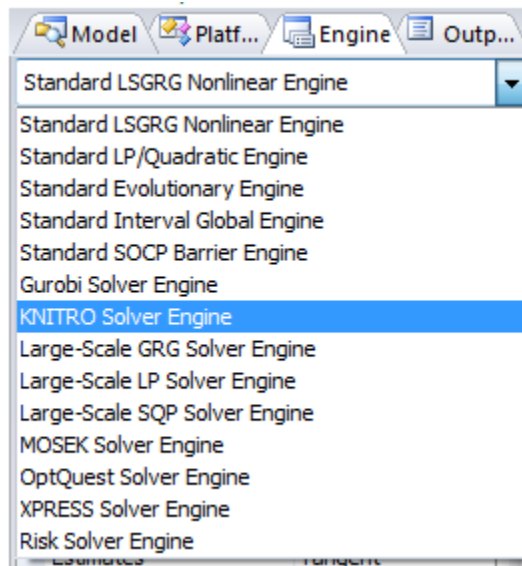 Model Platf... Engine Outp...
Standard LSGRG Nonlinear Engine
Standard LSGRG Nonlinear Engine
Standard LP/Quadratic Engine
Standard Evolutionary Engine
Standard Interval Global Engine
Standard SOCP Barrier Engine
Gurobi Solver Engine
KNITRO Solver Engine
Large-Scale GRG Solver Engine
Large-Scale LP Solver Engine
Large-Scale SQP Solver Engine
MOSEK Solver Engine
OptQuest Solver Engine
XPRESS Solver Engine
Risk Solver Engine
Estimates Tangent